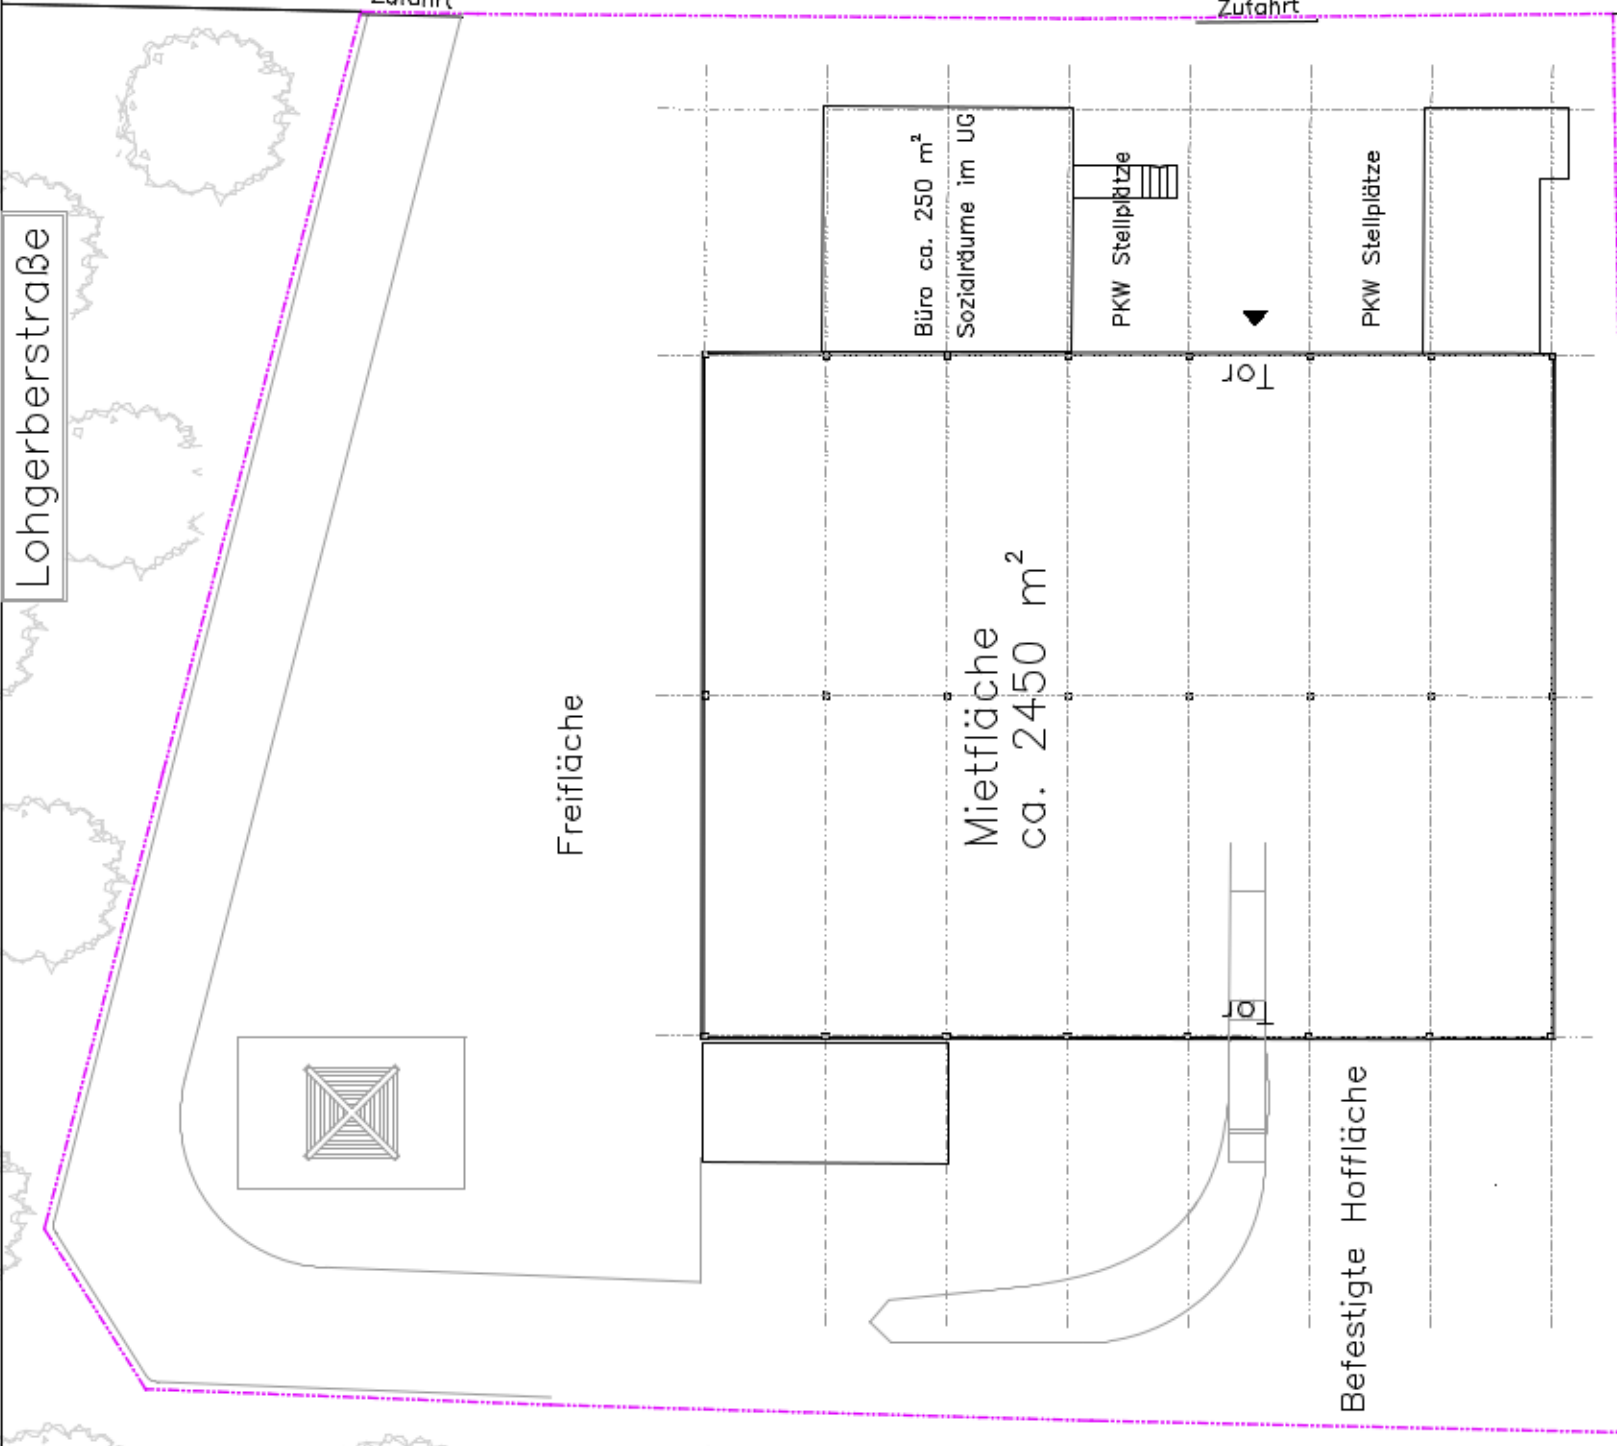 Zufahrt
Zufahrt
Lohgerberstraße
Büro ca. 250 m²
Sozialräume im UG
PKW Stellplätze
PKW Stellplätze
Tor
Freifläche
Mietfläche
ca. 2450 m²
Tor
Befestigte Hoffläche